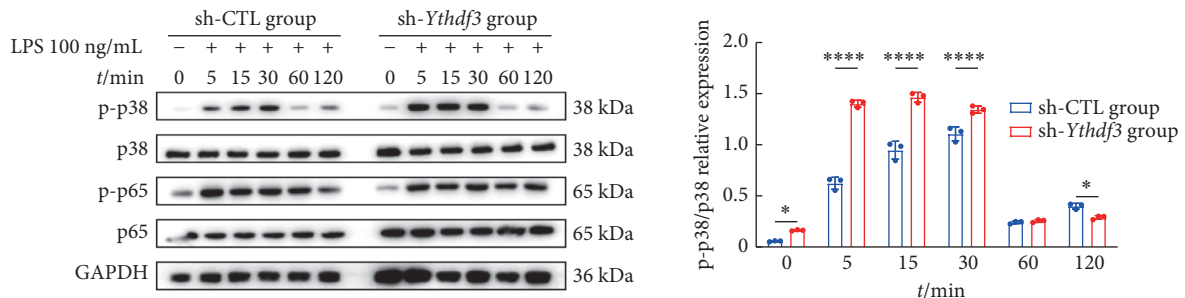 sh-CTL group sh-Ythdf3 group
LPS 100 ng/mL − + + + + + − + + + + +
t/min 0 5 15 30 60 120 0 5 15 30 60 120
p-p38 38 kDa
p38 38 kDa
p-p65 65 kDa
p65 65 kDa
GAPDH 36 kDa
p-p38/p38 relative expression
2.0
1.5
1.0
0.5
0
* **** **** **** *
sh-CTL group
sh-Ythdf3 group
0 5 15 30 60 120
t/min